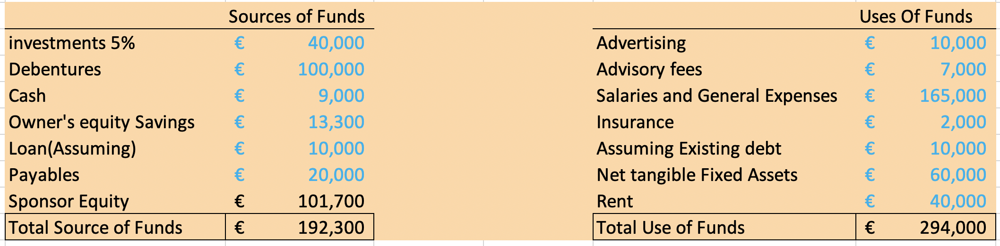 Sources of Funds Uses Of Funds
investments 5% € 40,000 Advertising € 10,000
Debentures € 100,000 Advisory fees € 7,000
Cash € 9,000 Salaries and General Expenses € 165,000
Owner's equity Savings € 13,300 Insurance € 2,000
Loan(Assuming) € 10,000 Assuming Existing debt € 10,000
Payables € 20,000 Net tangible Fixed Assets € 60,000
Sponsor Equity € 101,700 Rent € 40,000
Total Source of Funds € 192,300 Total Use of Funds € 294,000